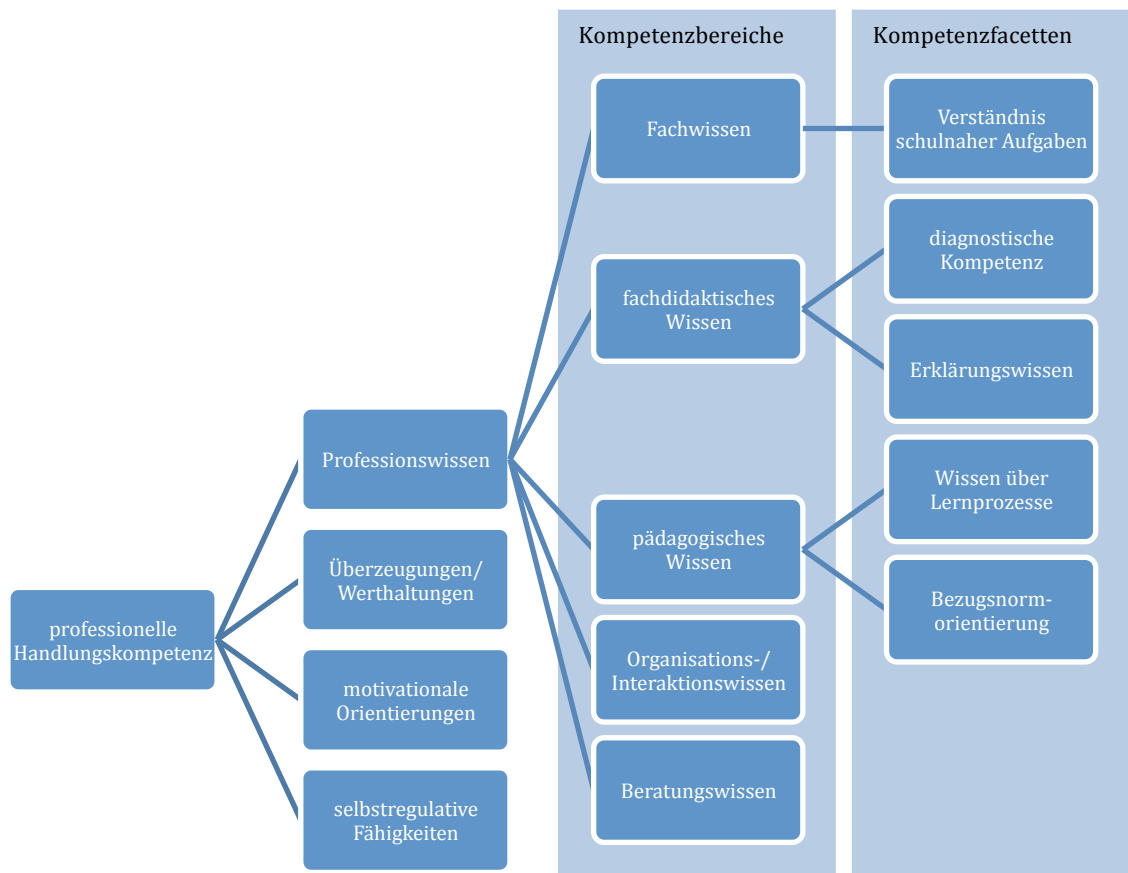 Kompetenzbereiche
Kompetenzfacetten
Fachwissen
Verständnis
schulnaher Aufgaben
fachdidaktisches
Wissen
diagnostische
Kompetenz
Erklärungswissen
Professionswissen
pädagogisches
Wissen
Wissen über
Lernprozesse
Bezugsnorm-
orientierung
professionelle
Handlungskompetenz
Überzeugungen/
Werthaltungen
Organisations-/
Interaktionswissen
motivationale
Orientierungen
Beratungswissen
selbstregulative
Fähigkeiten